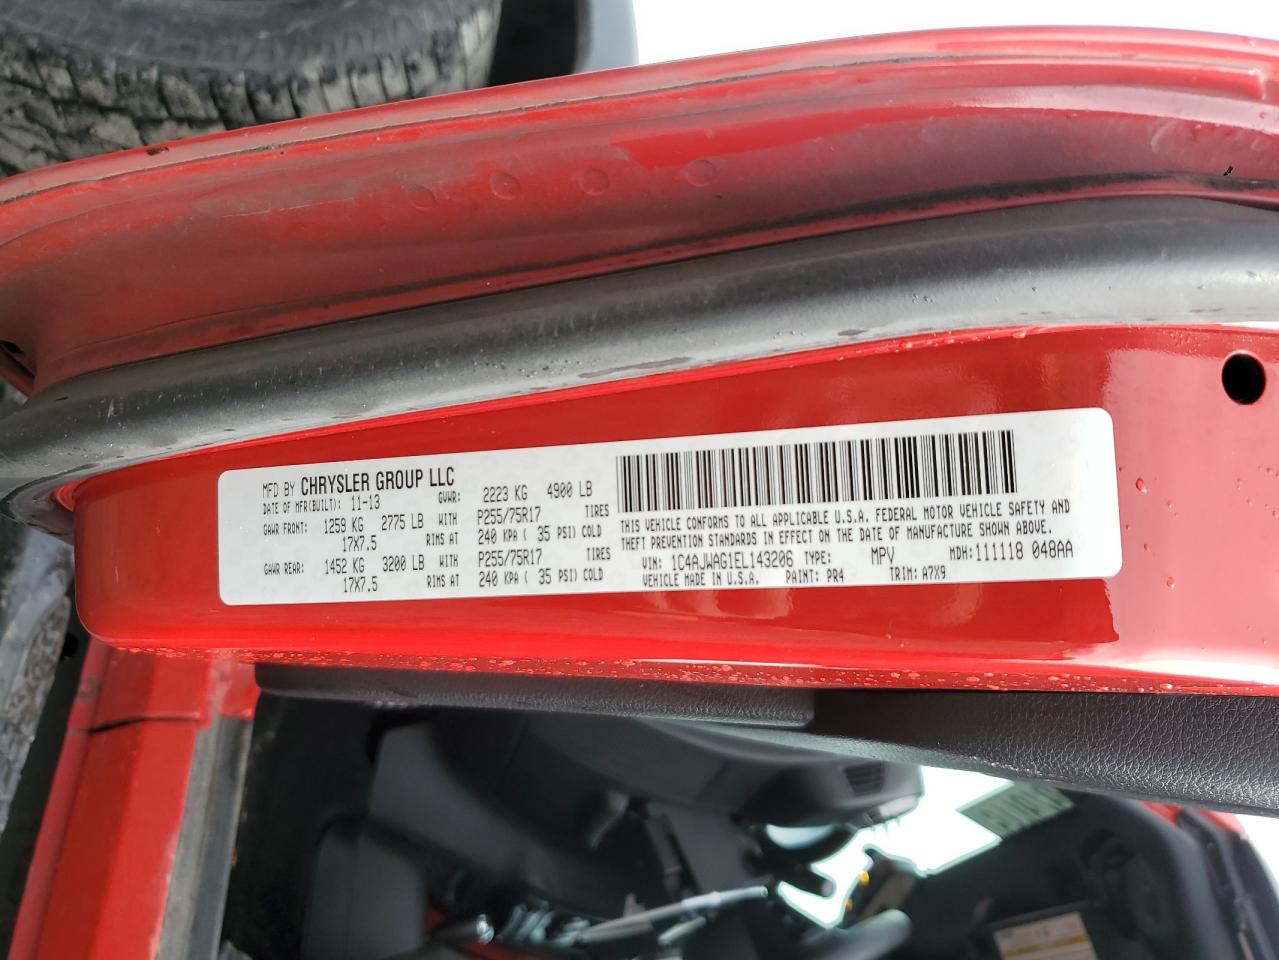 MFD BY CHRYSLER GROUP LLC
DATE OF MFR(BUILT): 11-13 GVWR: 2223 KG 4900 LB
GAWR FRONT: 1259 KG 2775 LB WITH P255/75R17 TIRES
17X7.5 RIMS AT 240 KPA ( 35 PSI) COLD
GAWR REAR: 1452 KG 3200 LB WITH P255/75R17 TIRES
17X7.5 RIMS AT 240 KPA ( 35 PSI) COLD
THIS VEHICLE CONFORMS TO ALL APPLICABLE U.S.A. FEDERAL MOTOR VEHICLE SAFETY AND
THEFT PREVENTION STANDARDS IN EFFECT ON THE DATE OF MANUFACTURE SHOWN ABOVE.
VIN: 1C4AJWAG1EL143206 TYPE: MPV MDH:111118 048AA
VEHICLE MADE IN U.S.A. PAINT: PR4 TRIM: A7X9